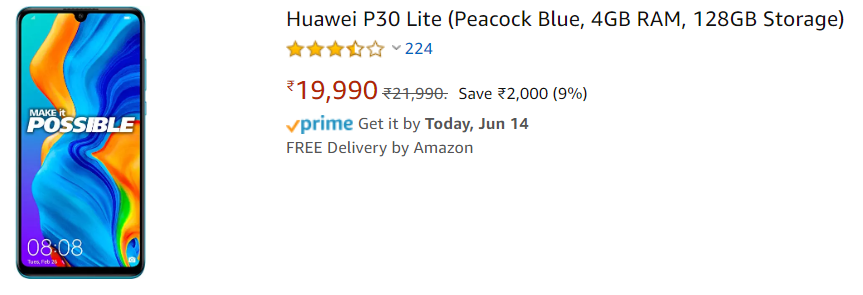 Huawei P30 Lite (Peacock Blue, 4GB RAM, 128GB Storage)
224
₹19,990 ₹21,990. Save ₹2,000 (9%)
prime Get it by Today, Jun 14
FREE Delivery by Amazon
MAKE it
POSSIBLE
08:08
Tues, Feb 26